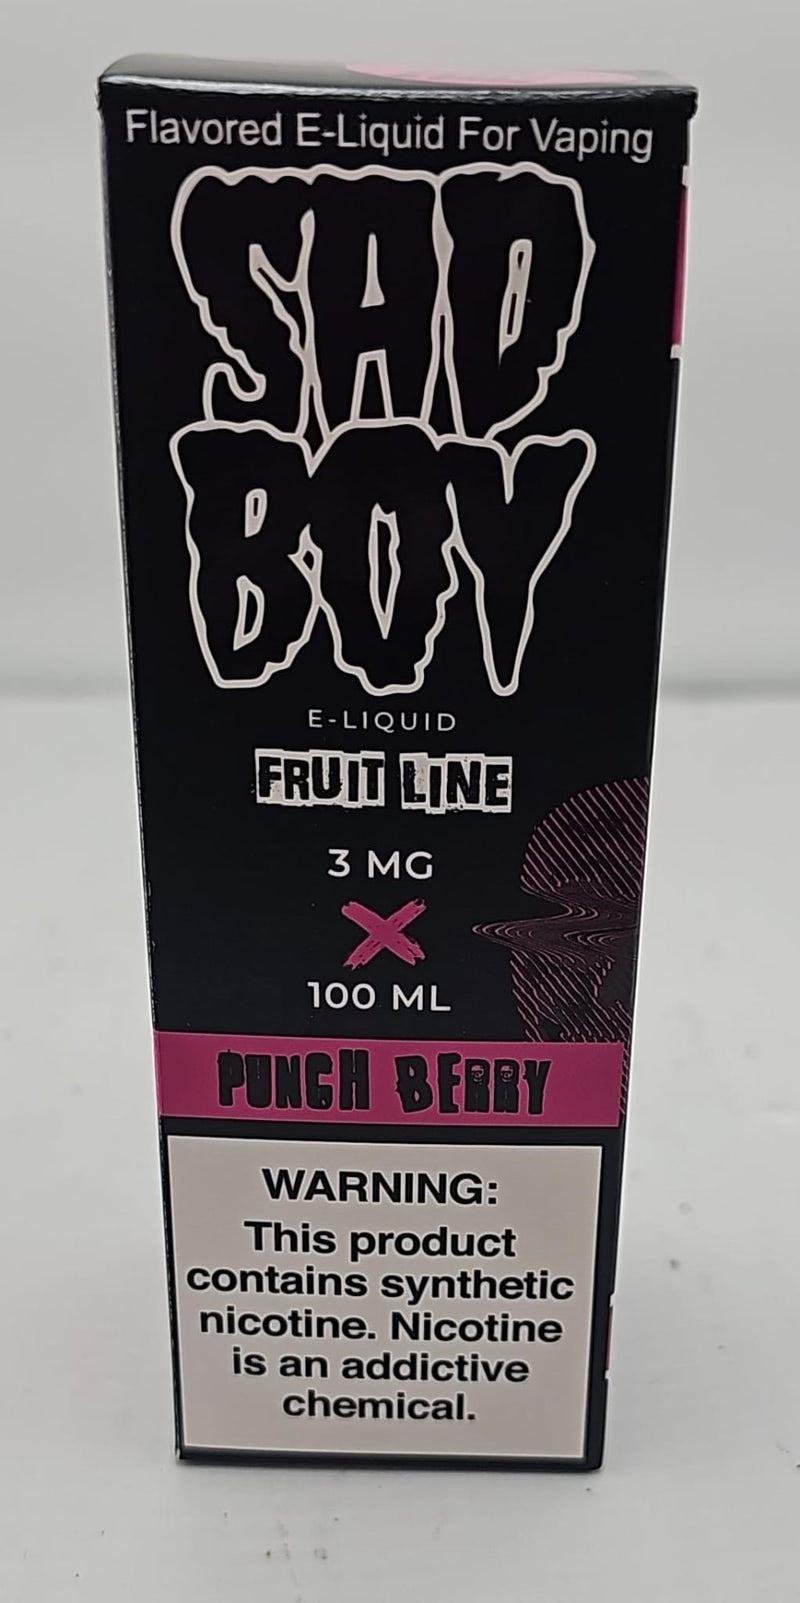 Flavored E-Liquid For Vaping
SAD
BOY
E-LIQUID
FRUIT LINE
3 MG
X
100 ML
PUNCH BERRY
WARNING:
This product
contains synthetic
nicotine. Nicotine
is an addictive
chemical.